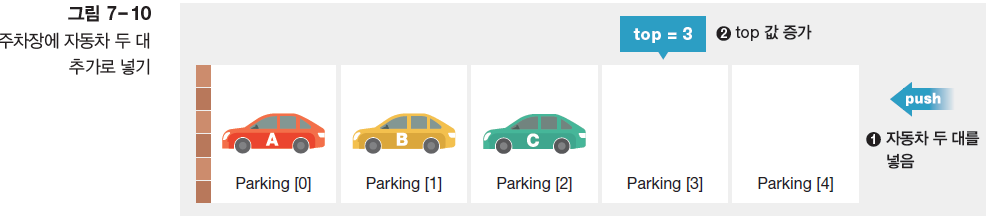 그림 7-10
주차장에 자동차 두 대
추가로 넣기
top = 3
❷ top 값 증가
push
❶ 자동차 두 대를
넣음
A
B
C
Parking [0]
Parking [1]
Parking [2]
Parking [3]
Parking [4]